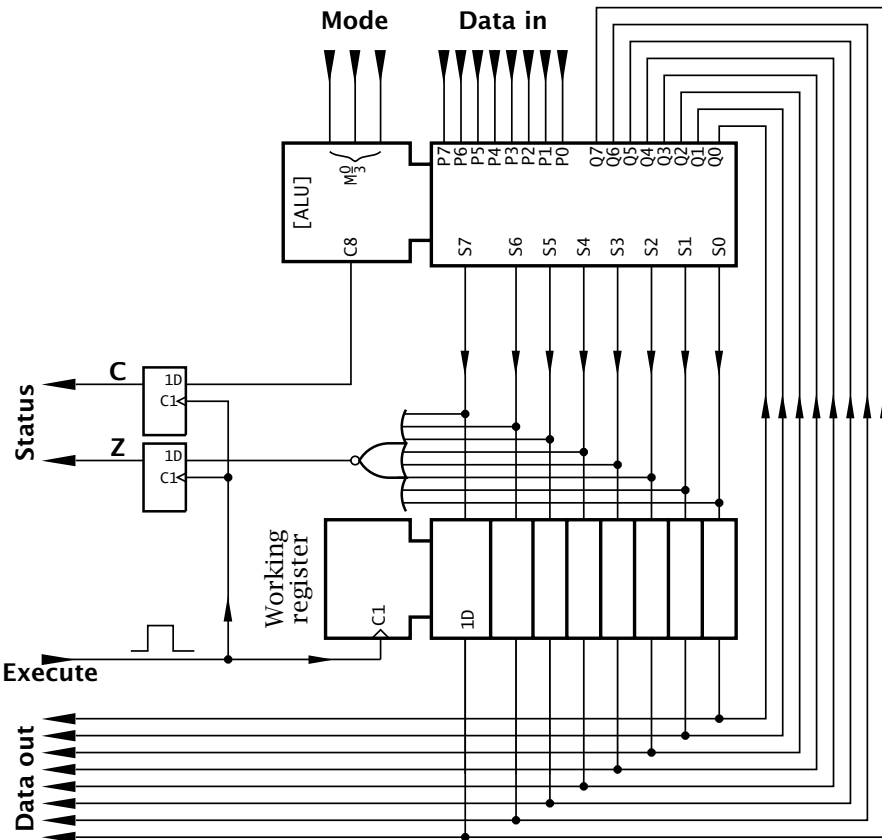 Mode
Data in
P7 P6 P5 P4 P3 P2 P1 P0
Q7 Q6 Q5 Q4 Q3 Q2 Q1 Q0
[ALU]
M 0/3
C8
S7 S6 S5 S4 S3 S2 S1 S0
Status
C
1D
C1
Z
1D
C1
Working
register
C1
1D
Execute
Data out